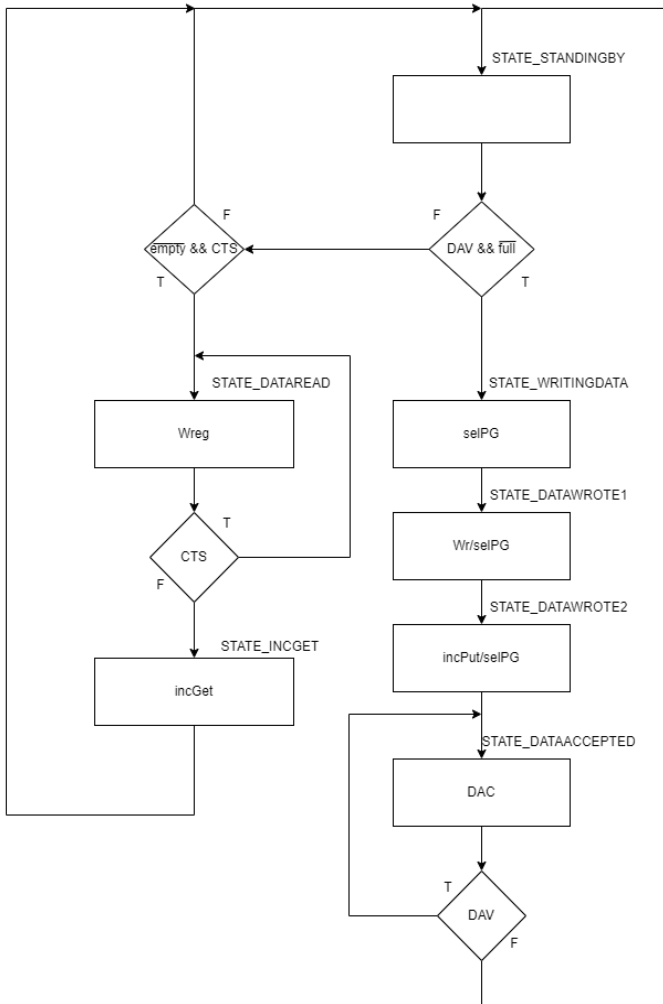 STATE_STANDINGBY
F
F
empty && CTS
DAV && full
T
T
STATE_DATAREAD
STATE_WRITINGDATA
Wreg
selPG
STATE_DATAWROTE1
T
CTS
Wr/selPG
F
STATE_DATAWROTE2
STATE_INCGET
incPut/selPG
incGet
STATE_DATAACCEPTED
DAC
T
DAV
F